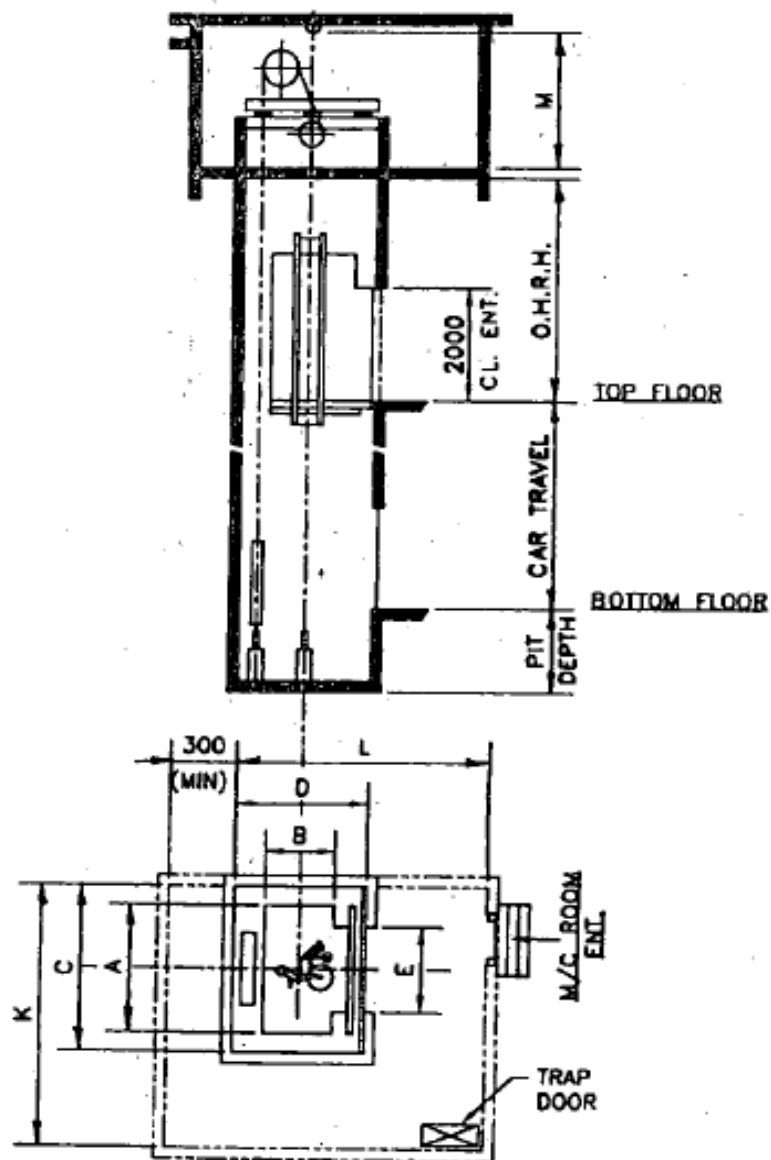 M
O.H.R.H.
2000
CL. ENT.
TOP FLOOR
CAR TRAVEL
BOTTOM FLOOR
PIT
DEPTH
300
(MIN)
L
D
B
K
C
A
E
M/C ROOM
ENT.
TRAP
DOOR